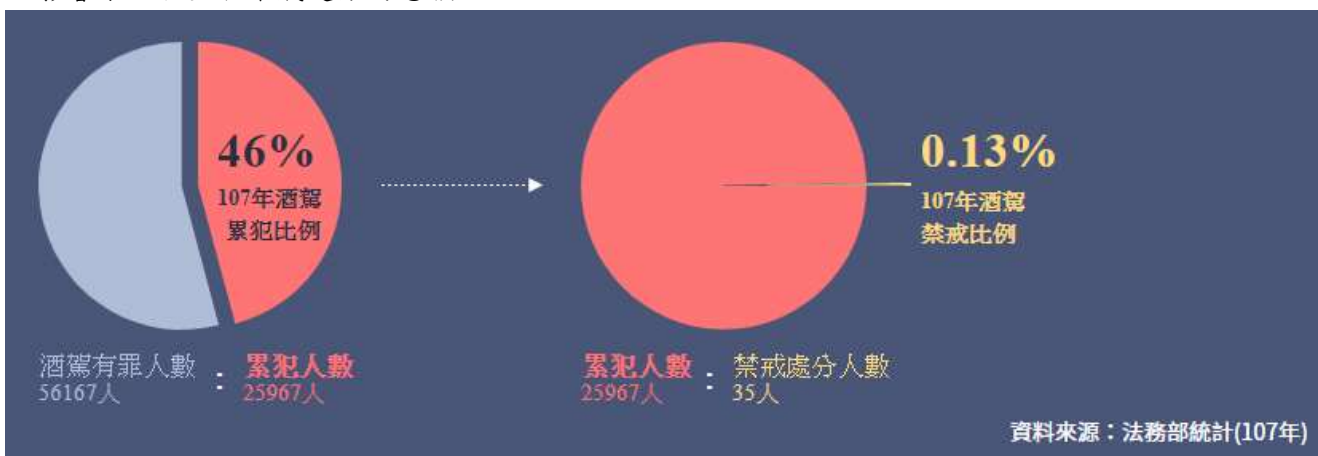 46%
107年酒駕
累犯比例
0.13%
107年酒駕
禁戒比例
酒駕有罪人數 : 累犯人數
56167人 25967人
累犯人數 : 禁戒處分人數
25967人 35人
資料來源：法務部統計(107年)